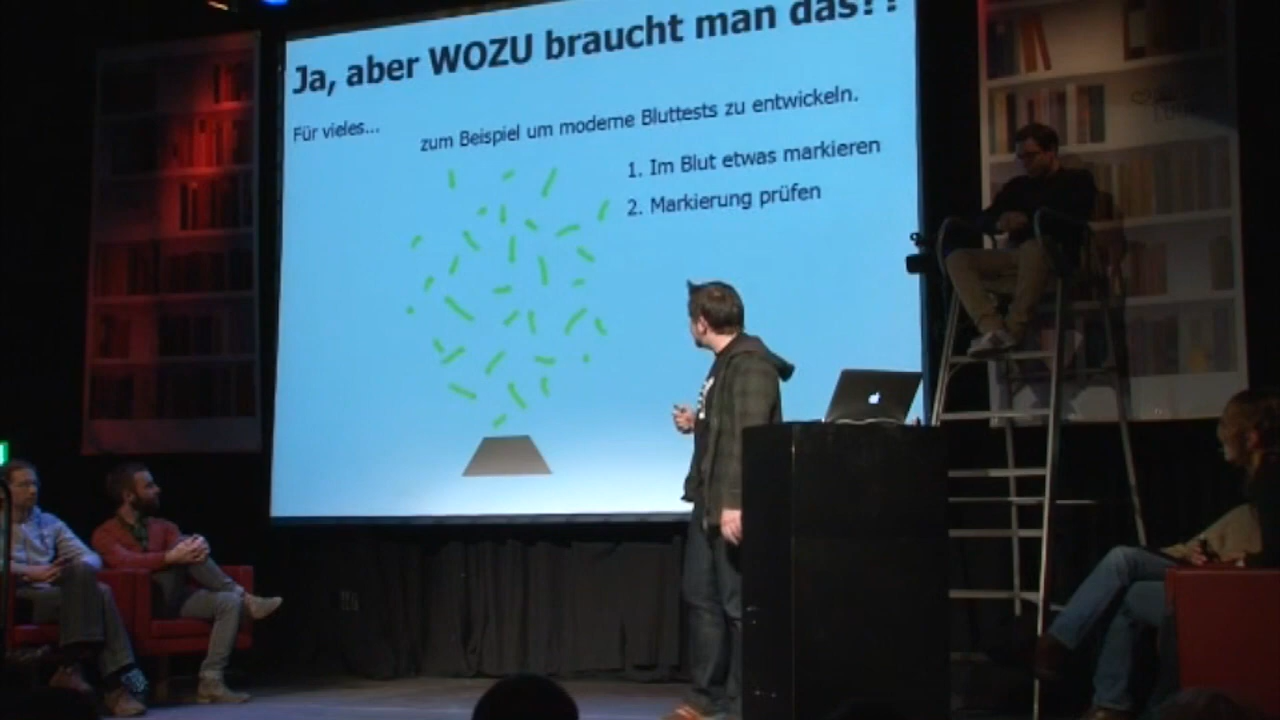 Ja, aber WOZU braucht man das??
Für vieles...
zum Beispiel um moderne Bluttests zu entwickeln.
1. Im Blut etwas markieren
2. Markierung prüfen